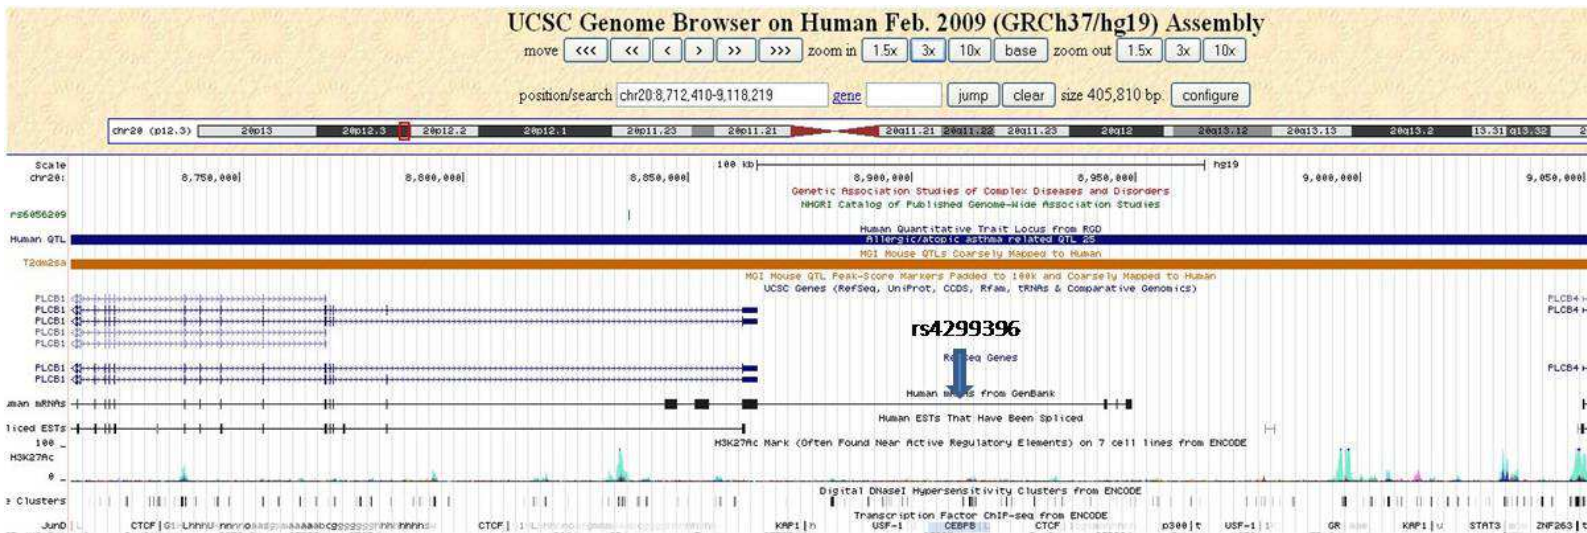 UCSC Genome Browser on Human Feb. 2009 (GRCh37/hg19) Assembly
move <<< << < > >> >>> zoom in 1.5x 3x 10x base zoom out 1.5x 3x 10x
position/search chr20:8,712,410-9,118,219 gene jump clear size 405,810 bp. configure
chr20 (p12.3) 20p13 20p12.3 20p12.2 20p12.1 20p11.23 20p11.21 20q11.21 20q11.22 20q11.23 20q12 20q13.12 20q13.13 20q13.2 13.31 q13.32 2
Scale 100 kb hg19
chr20: 8,750,000 8,800,000 8,850,000 8,900,000 8,950,000 9,000,000 9,050,000
Genetic Association Studies of Complex Diseases and Disorders
NHGRI Catalog of Published Genome-Wide Association Studies
rs6056209
Human Quantitative Trait Locus from RGD
Human QTL Allergic/atopic asthma related QTL 25
MGI Mouse QTLs Coarsely Mapped to Human
T2dm2sa
MGI Mouse QTL Peak-Score Markers Padded to 100k and Coarsely Mapped to Human
UCSC Genes (RefSeq, UniProt, CCDS, Rfam, tRNAs & Comparative Genomics)
PLCB1 PLCB4
PLCB1 PLCB4
PLCB1
PLCB1
PLCB1
rs4299396
RefSeq Genes
PLCB1 PLCB4
PLCB1
Human mRNAs from GenBank
uman mRNAs
Human ESTs That Have Been Spliced
liced ESTs
H3K27Ac Mark (Often Found Near Active Regulatory Elements) on 7 cell lines from ENCODE
100 _
H3K27Ac
0 _
Digital DNaseI Hypersensitivity Clusters from ENCODE
e Clusters
Transcription Factor ChIP-seq from ENCODE
JunD CTCF CTCF KAP1 USF-1 CEBPB CTCF p300 t USF-1 GR KAP1 STAT3 ZNF263